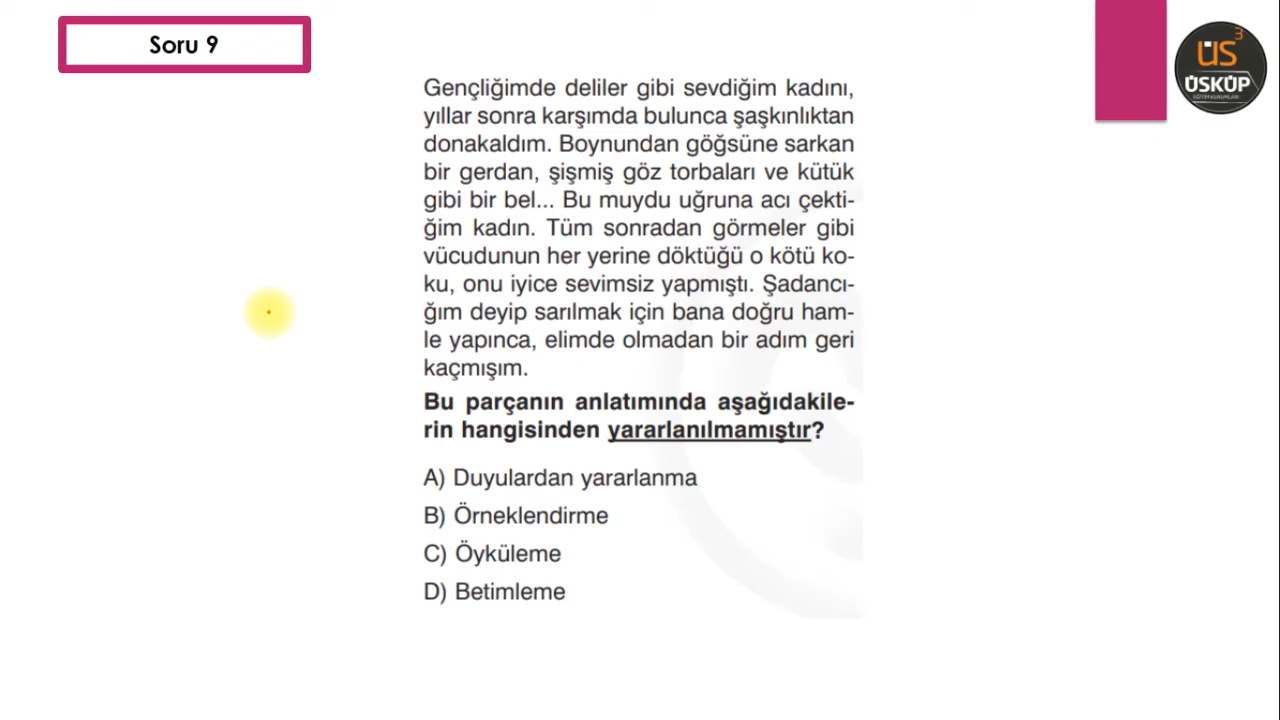 Soru 9
ÜS3
ÜSKÜP
EĞİTİM KURUMLARI
Gençliğimde deliler gibi sevdiğim kadını,
yıllar sonra karşımda bulunca şaşkınlıktan
donakaldım. Boynundan göğsüne sarkan
bir gerdan, şişmiş göz torbaları ve kütük
gibi bir bel... Bu muydu uğruna acı çekti-
ğim kadın. Tüm sonradan görmeler gibi
vücudunun her yerine döktüğü o kötü ko-
ku, onu iyice sevimsiz yapmıştı. Şadancı-
ğım deyip sarılmak için bana doğru ham-
le yapınca, elimde olmadan bir adım geri
kaçmışım.
Bu parçanın anlatımında aşağıdakile-
rin hangisinden yararlanılmamıştır?
A) Duyulardan yararlanma
B) Örneklendirme
C) Öyküleme
D) Betimleme